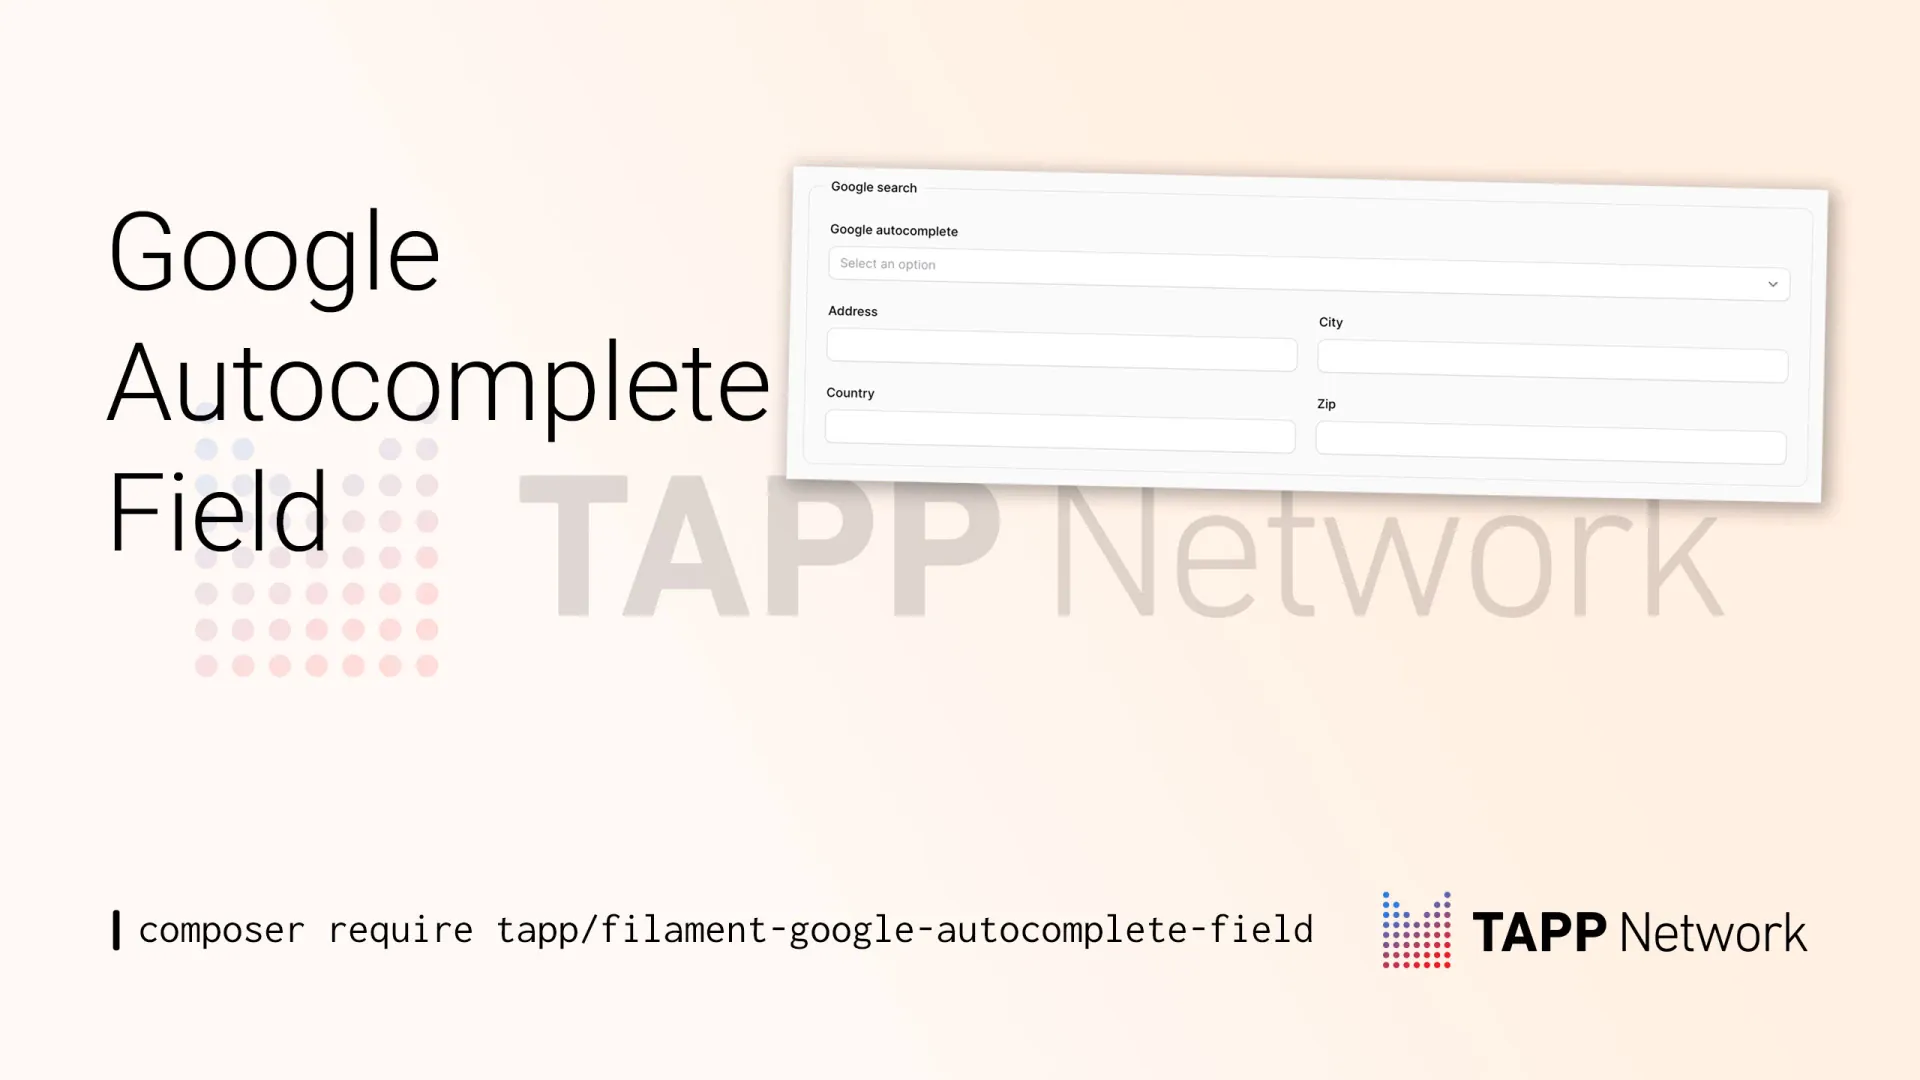 Google
Autocomplete
Field
Google search
Google autocomplete
Select an option
Address
City
Country
Zip
TAPP Network
composer require tapp/filament-google-autocomplete-field
TAPP Network